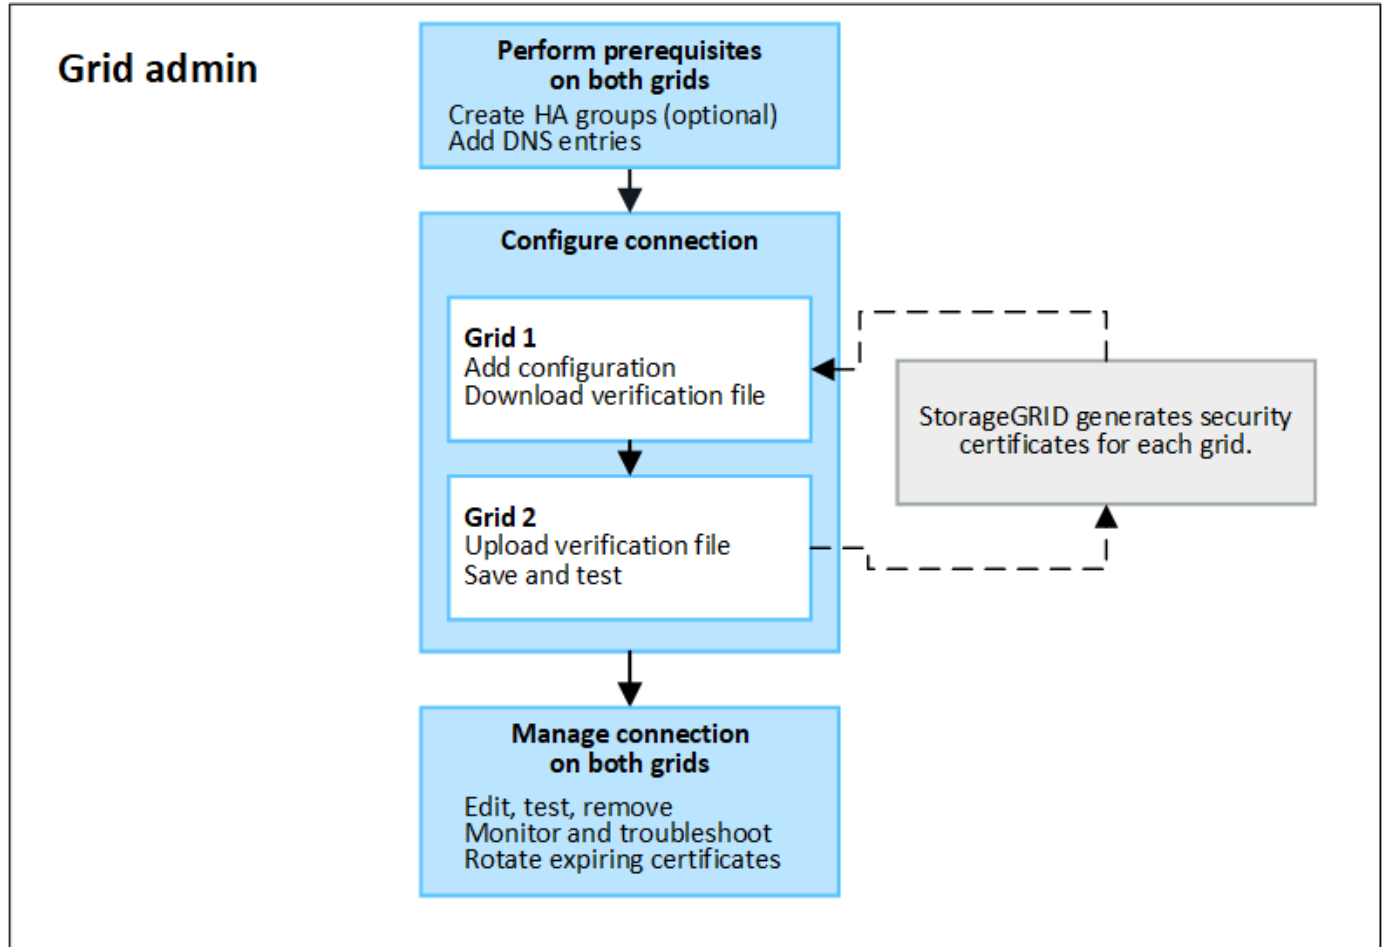 Grid admin
Perform prerequisites
on both grids
Create HA groups (optional)
Add DNS entries
Configure connection
Grid 1
Add configuration
Download verification file
StorageGRID generates security
certificates for each grid.
Grid 2
Upload verification file
Save and test
Manage connection
on both grids
Edit, test, remove
Monitor and troubleshoot
Rotate expiring certificates